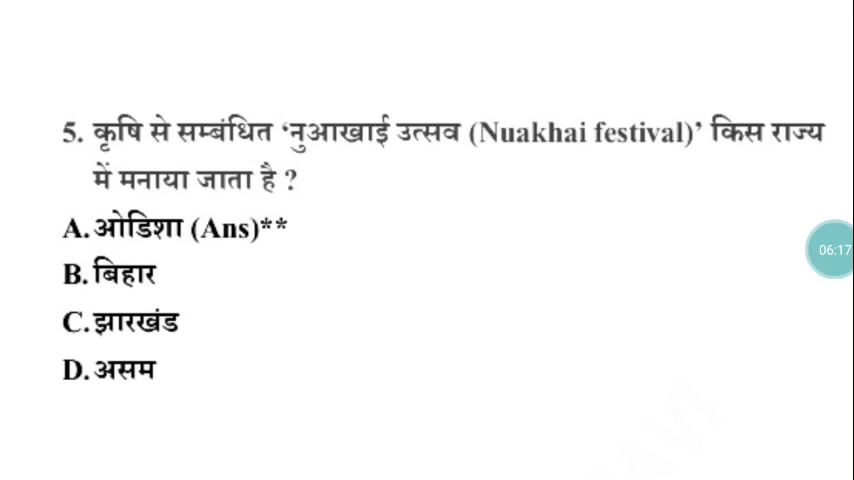 5. कृषि से सम्बंधित ‘नुआखाई उत्सव (Nuakhai festival)’ किस राज्य
में मनाया जाता है ?
A. ओडिशा (Ans)**
B. बिहार
C. झारखंड
D. असम
06:17